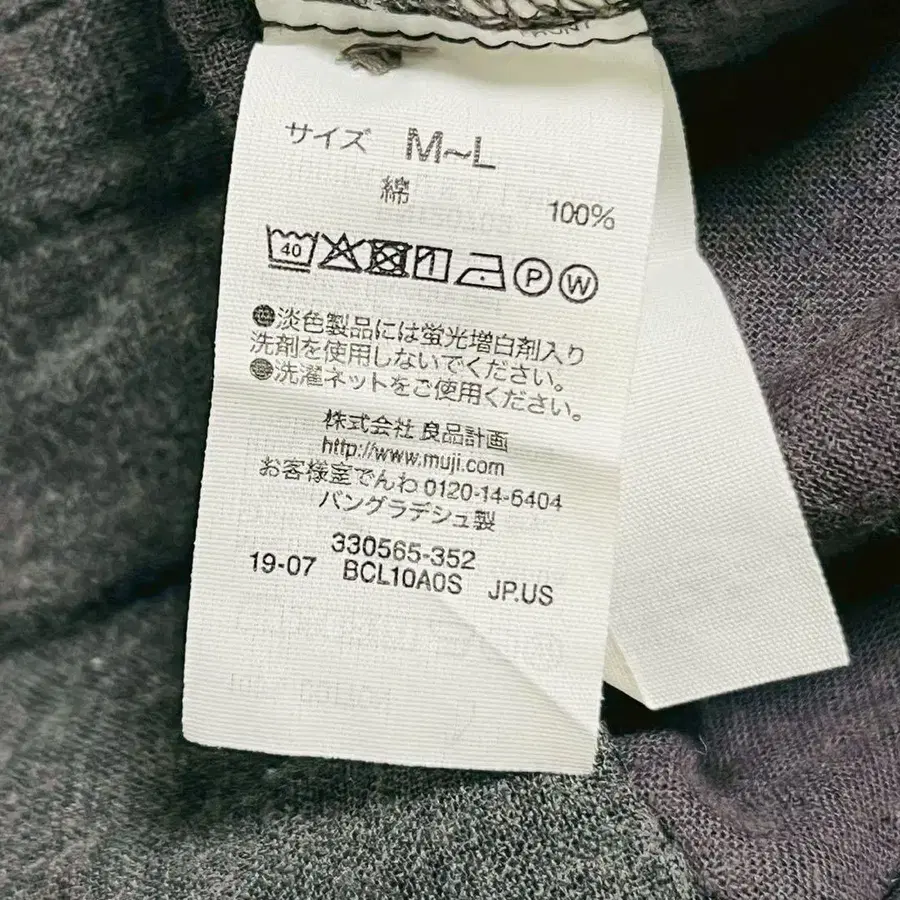 サイズ M~L
綿 100%
40 P W
●淡色製品には蛍光増白剤入り
洗剤を使用しないでください。
●洗濯ネットをご使用ください。
株式会社 良品計画
http://www.muji.com
お客様室でんわ 0120-14-6404
バングラデシュ製
330565-352
19-07 BCL10A0S JP.US